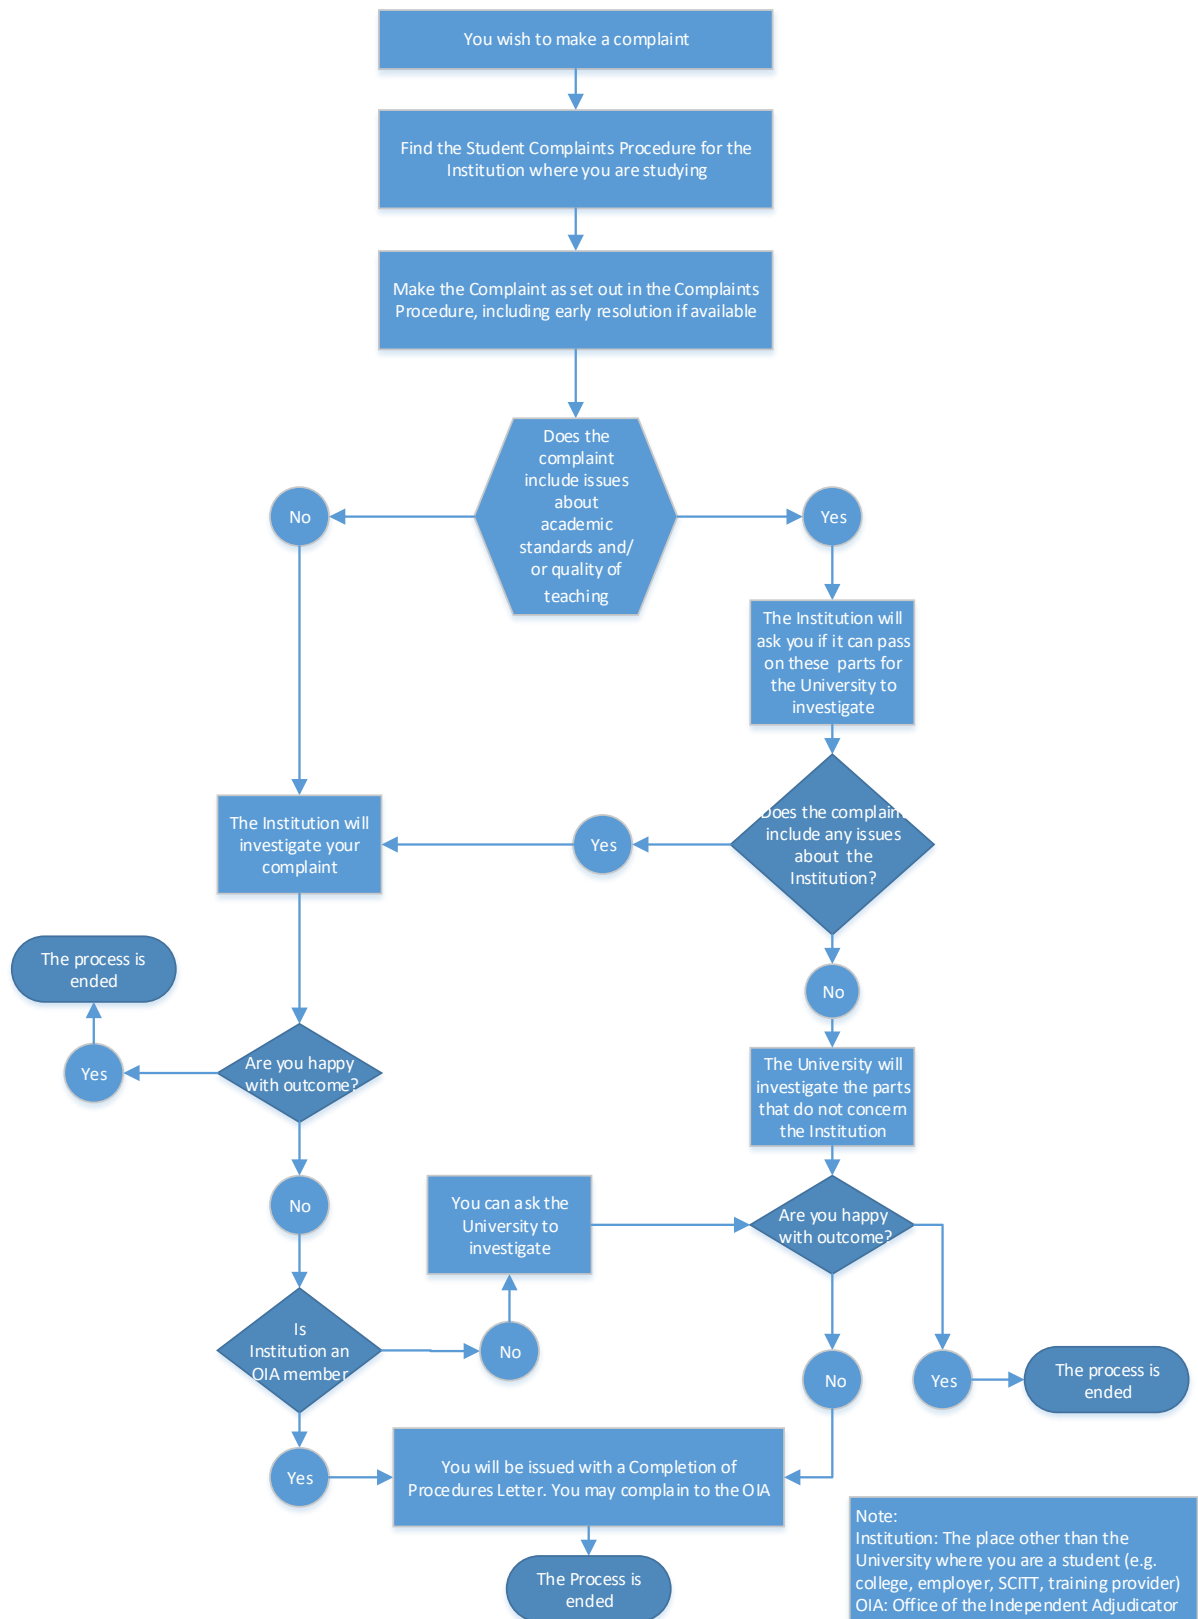 You wish to make a complaint
Find the Student Complaints Procedure for the
Institution where you are studying
Make the Complaint as set out in the Complaints
Procedure, including early resolution if available
Does the
complaint
include issues
about
academic
standards and/
or quality of
teaching
No
Yes
The Institution will
ask you if it can pass
on these parts for
the University to
investigate
Does the complaint
include any issues
about the
Institution?
Yes
The Institution will
investigate your
complaint
The process is
ended
No
Yes
Are you happy
with outcome?
The University will
investigate the parts
that do not concern
the Institution
No
You can ask the
University to
investigate
Are you happy
with outcome?
Is
Institution an
OIA member
No
No
Yes
The process is
ended
Yes
You will be issued with a Completion of
Procedures Letter. You may complain to the OIA
The Process is
ended
Note:
Institution: The place other than the
University where you are a student (e.g.
college, employer, SCITT, training provider)
OIA: Office of the Independent Adjudicator